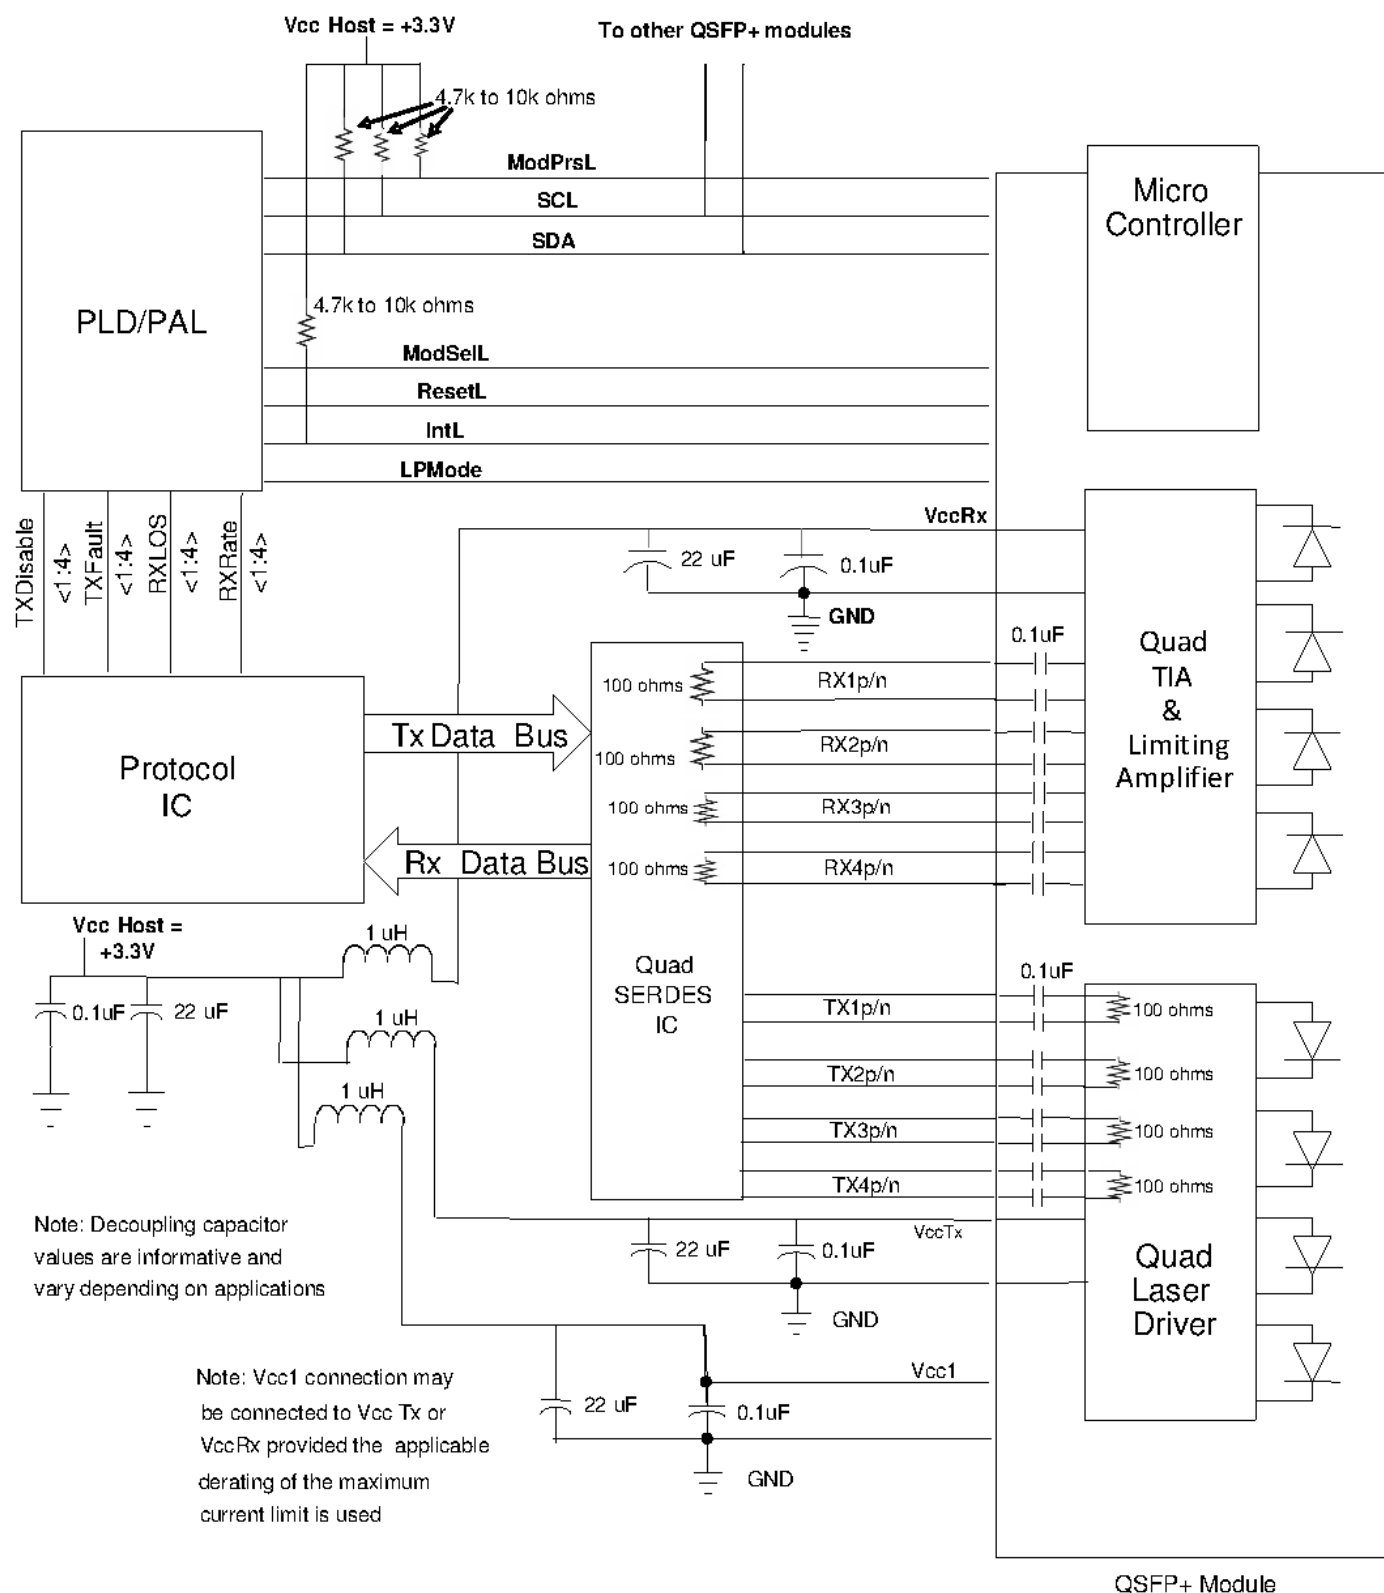 Vcc Host = +3.3V
To other QSFP+ modules
4.7k to 10k ohms
ModPrsL
SCL
SDA
Micro
Controller
PLD/PAL
4.7k to 10k ohms
ModSelL
ResetL
IntL
LPMode
TXDisable
<1:4>
TXFault
<1:4>
RXLOS
<1:4>
RXRate
<1:4>
VccRx
22 uF
0.1uF
GND
0.1uF
Quad
TIA
&
Limiting
Amplifier
100 ohms
RX1p/n
100 ohms
RX2p/n
100 ohms
RX3p/n
100 ohms
RX4p/n
Tx Data Bus
Protocol
IC
Rx Data Bus
Vcc Host =
+3.3V
0.1uF
22 uF
1 uH
1 uH
1 uH
Quad
SERDES
IC
0.1uF
TX1p/n
100 ohms
TX2p/n
100 ohms
TX3p/n
100 ohms
TX4p/n
100 ohms
VccTx
22 uF
0.1uF
GND
Quad
Laser
Driver
Note: Decoupling capacitor
values are informative and
vary depending on applications
Vcc1
22 uF
0.1uF
GND
Note: Vcc1 connection may
be connected to Vcc Tx or
VccRx provided the applicable
derating of the maximum
current limit is used
QSFP+ Module